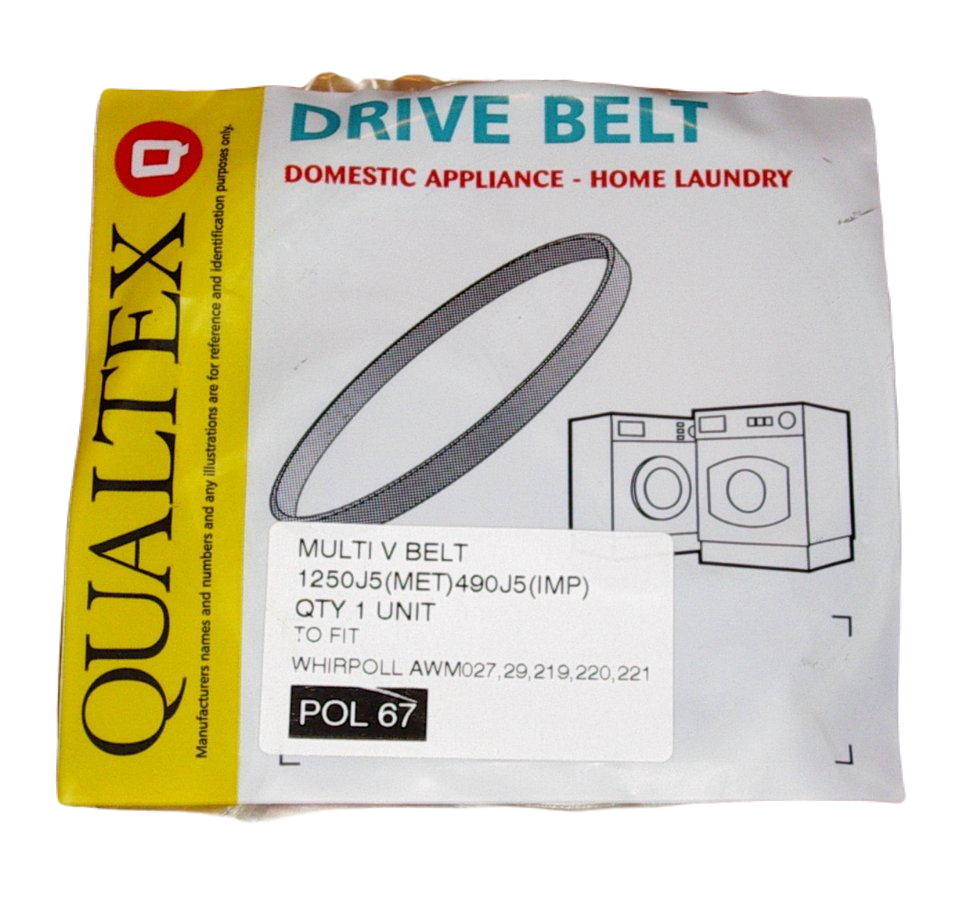 DRIVE BELT
DOMESTIC APPLIANCE - HOME LAUNDRY
Q
QUALTEX
Manufacturers names and numbers and any illustrations are for reference and identification purposes only.
MULTI V BELT
1250J5(MET)490J5(IMP)
QTY 1 UNIT
TO FIT
WHIRPOLL AWM027,29,219,220,221
POL 67